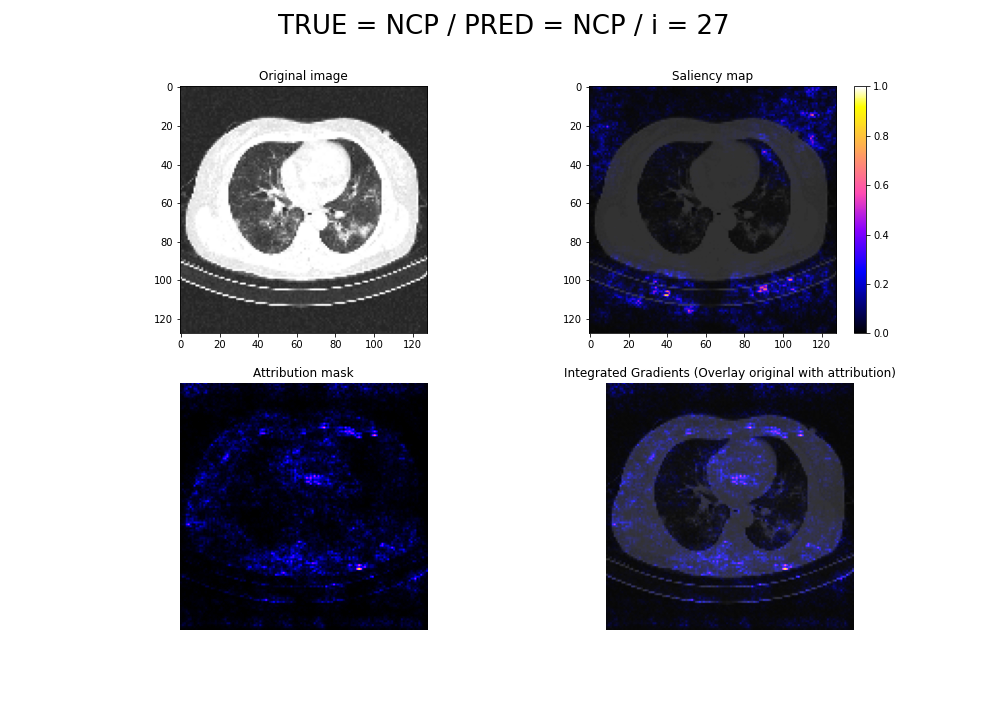 TRUE = NCP / PRED = NCP / i = 27
Original image
Saliency map
0
20
40
60
80
100
120
0 20 40 60 80 100 120
0
20
40
60
80
100
120
0 20 40 60 80 100 120
1.0
0.8
0.6
0.4
0.2
0.0
Attribution mask
Integrated Gradients (Overlay original with attribution)